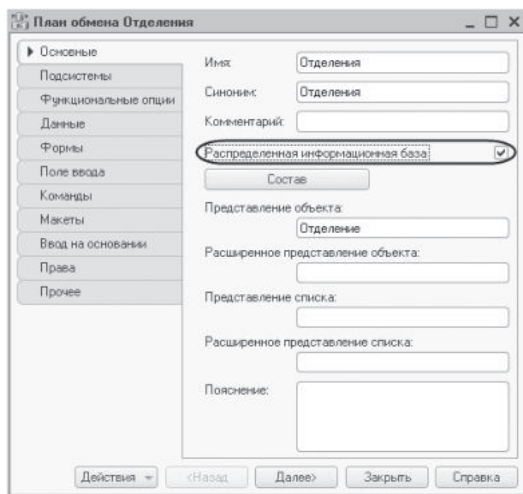 План обмена Отделения
Основные
Подсистемы
Функциональные опции
Данные
Формы
Поле ввода
Команды
Макеты
Ввод на основании
Права
Прочее
Имя:
Отделения
Синоним:
Отделения
Комментарий:
Распределенная информационная база:
Состав
Представление объекта:
Отделение
Расширенное представление объекта:
Представление списка:
Расширенное представление списка:
Пояснение:
Действия
<Назад
Далее>
Закрыть
Справка